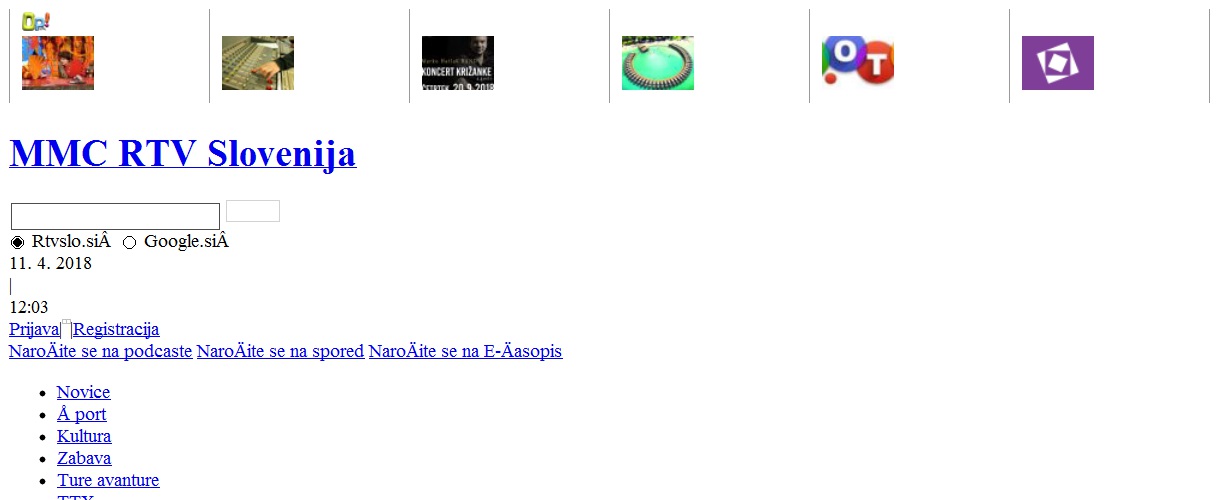 Op!
KONCERT KRIŽANKE
ČETRTEK, 20.9.2018
OT
MMC RTV Slovenija
Rtvslo.siÂ Google.siÂ
11. 4. 2018
|
12:03
Prijava||Registracija
NaroÄite se na podcaste NaroÄite se na spored NaroÄite se na E-Äasopis
• Novice
• Å port
• Kultura
• Zabava
• Ture avanture